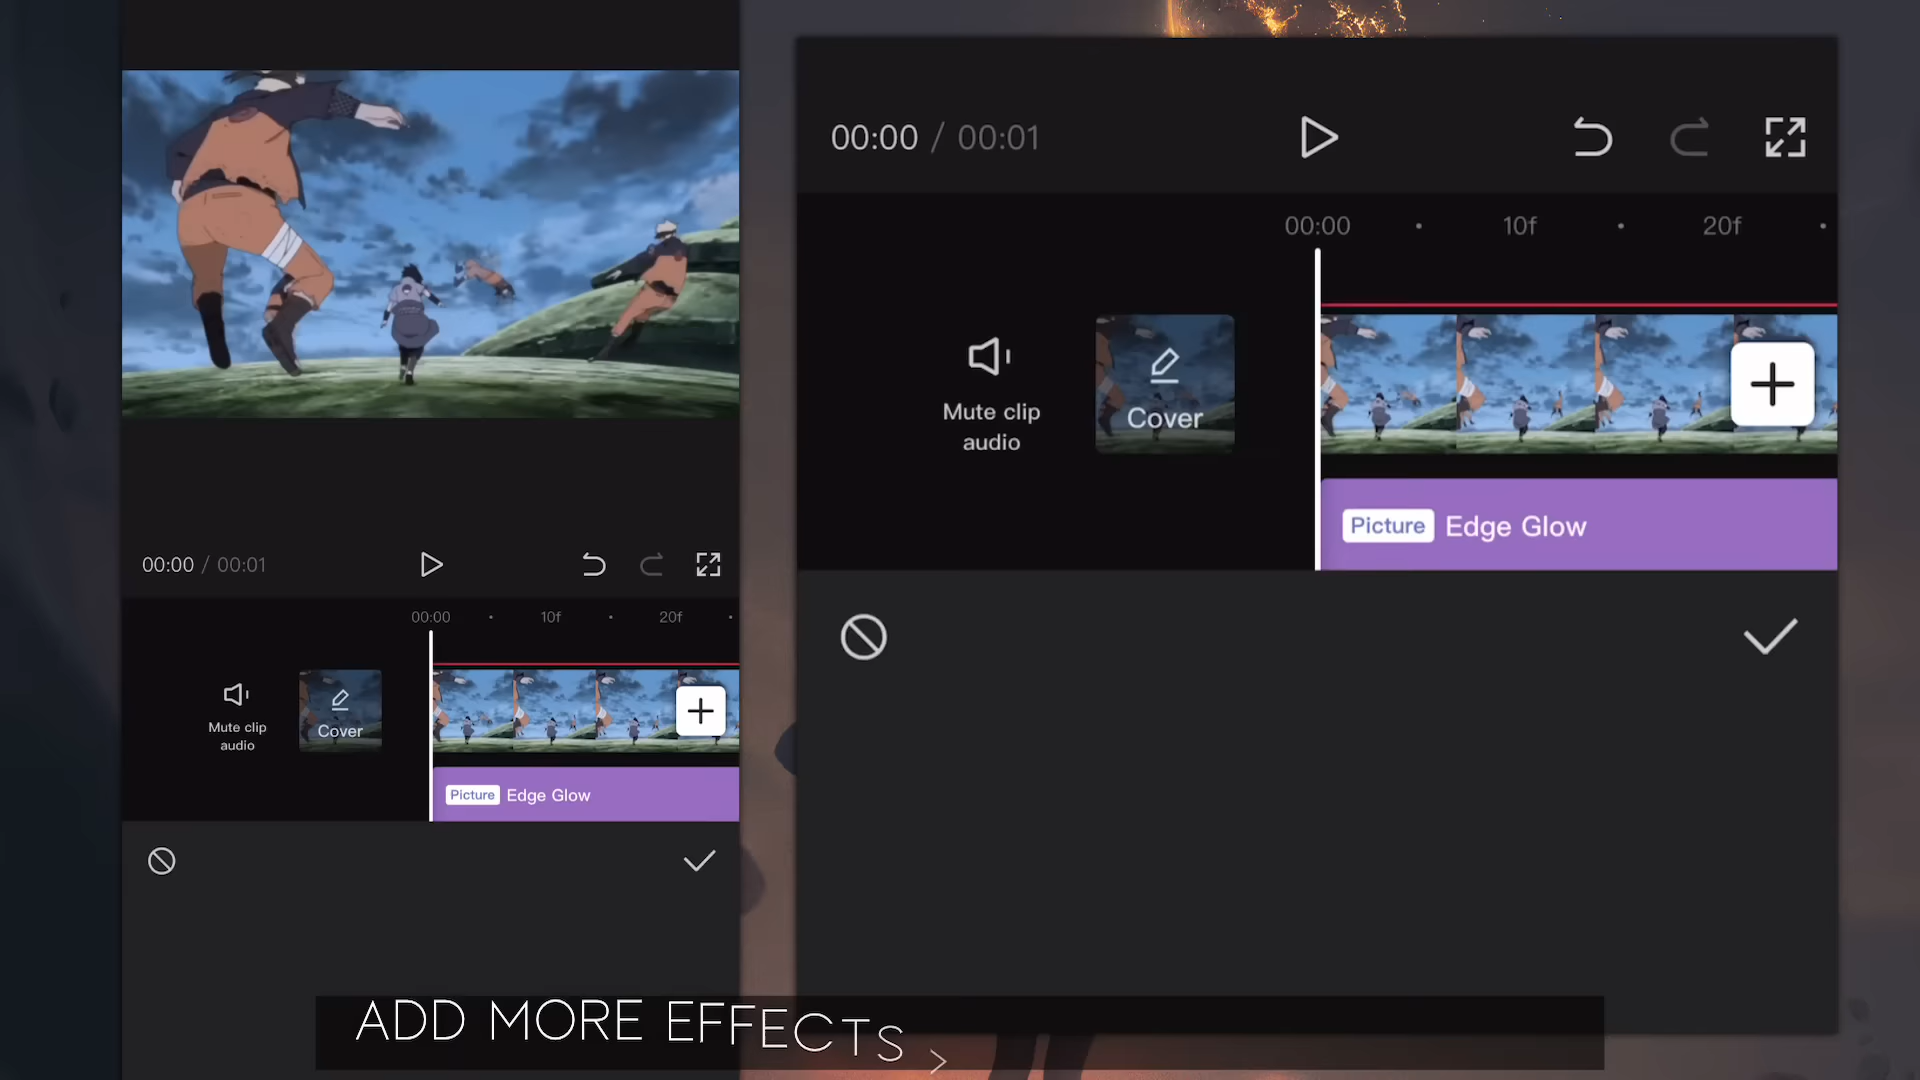 00:00 / 00:01
00:00 10f 20f
Mute clip
audio
Cover
Picture Edge Glow
00:00 / 00:01
00:00 10f 20f
Mute clip
audio
Cover
Picture Edge Glow
ADD MORE EFFECTS >